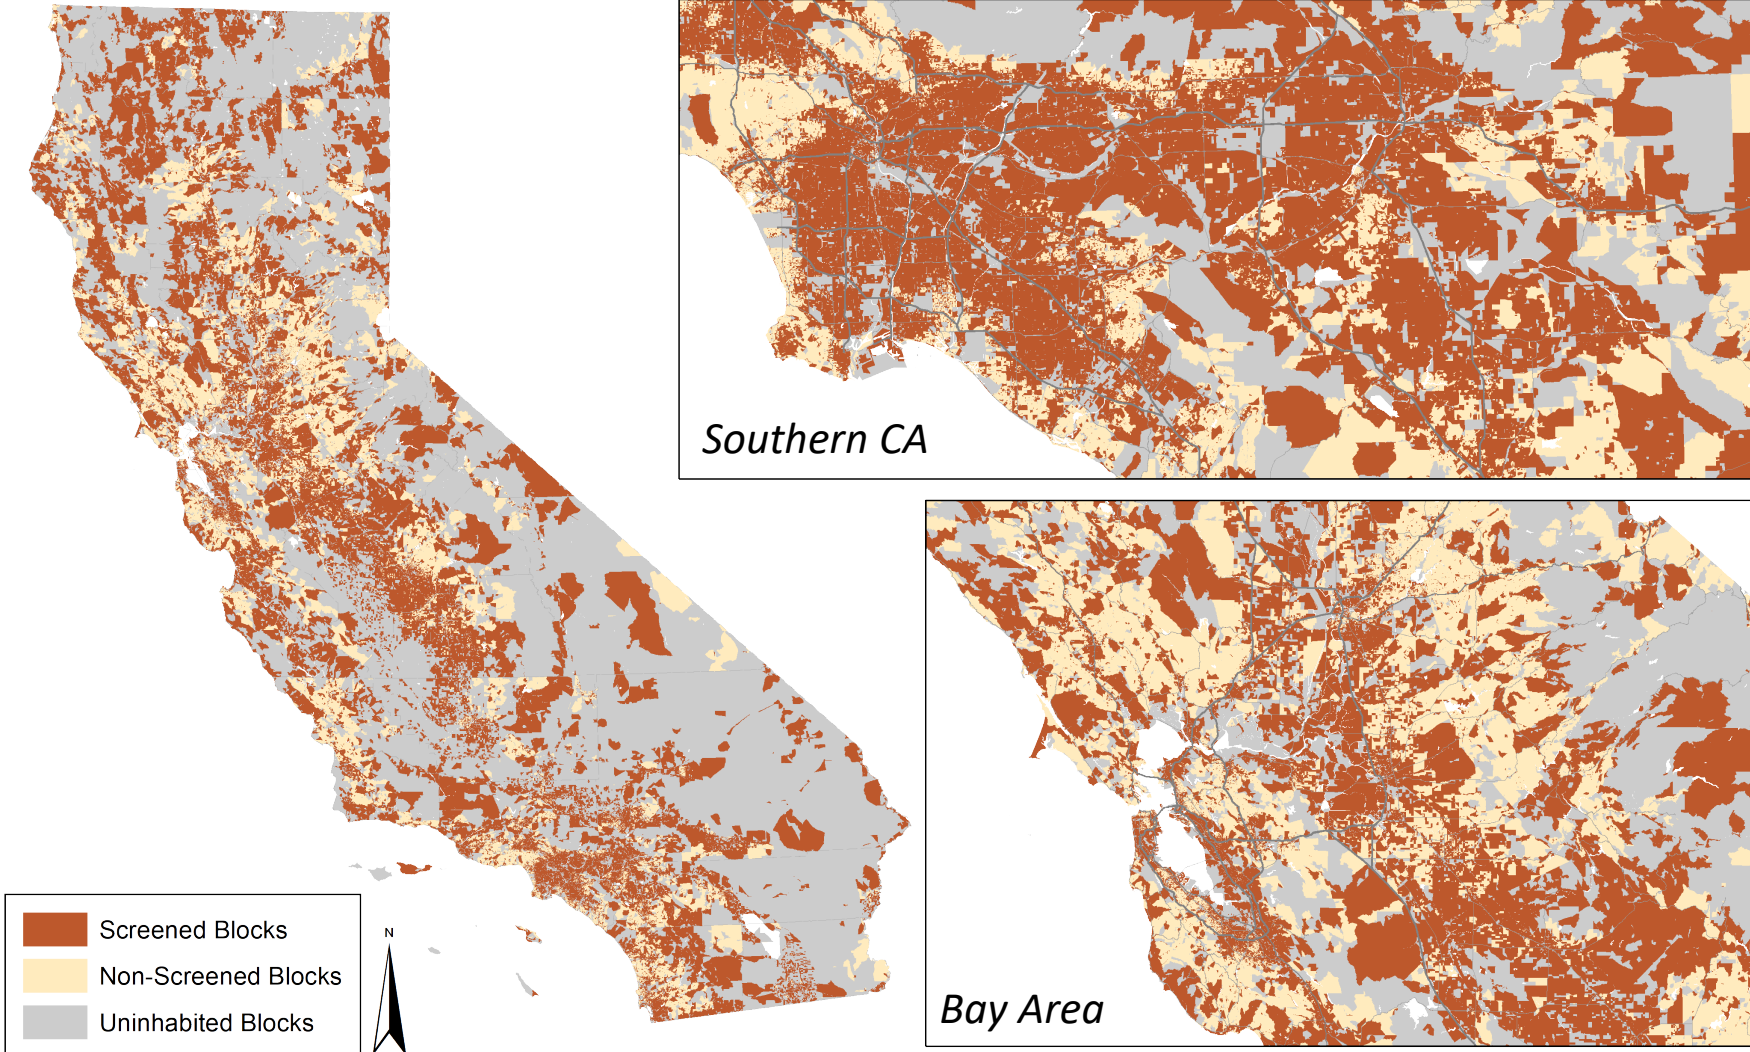 Southern CA
Bay Area
Screened Blocks
Non-Screened Blocks
Uninhabited Blocks
N